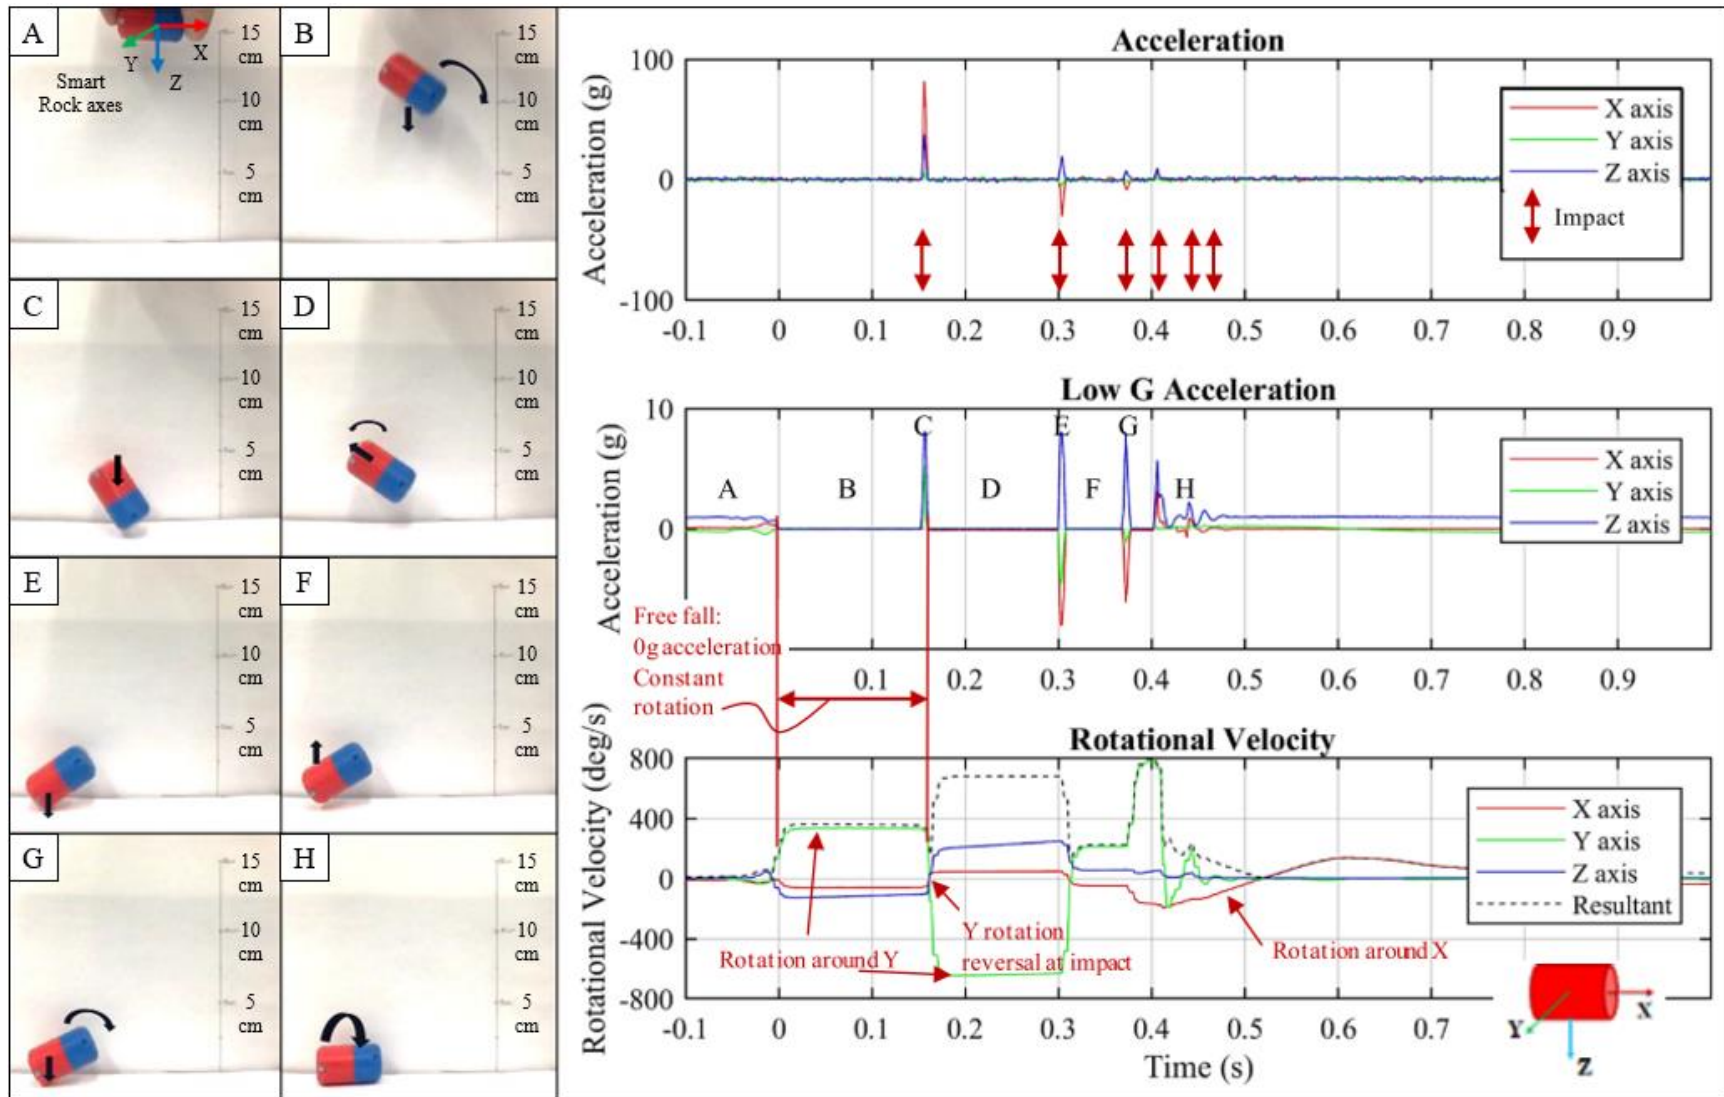 A
15
cm
X
Y
Z
Smart
Rock axes
10
cm
5
cm
B
15
cm
10
cm
5
cm
C
15
cm
10
cm
5
cm
D
15
cm
10
cm
5
cm
E
15
cm
10
cm
5
cm
F
15
cm
10
cm
5
cm
G
15
cm
10
cm
5
cm
H
15
cm
10
cm
5
cm
Acceleration
Acceleration (g)
100
0
-100
X axis
Y axis
Z axis
Impact
-0.1 0 0.1 0.2 0.3 0.4 0.5 0.6 0.7 0.8 0.9
Low G Acceleration
Acceleration (g)
10
0
A B C D E F G H
X axis
Y axis
Z axis
Free fall:
0g acceleration
Constant
rotation
0.1 0.2 0.3 0.4 0.5 0.6 0.7 0.8 0.9
Rotational Velocity
Rotational Velocity (deg/s)
800
400
0
-400
-800
X axis
Y axis
Z axis
Resultant
Rotation around Y
Y rotation
reversal at impact
Rotation around X
-0.1 0 0.1 0.2 0.3 0.4 0.5 0.6 0.7
Time (s)
X
Y
Z